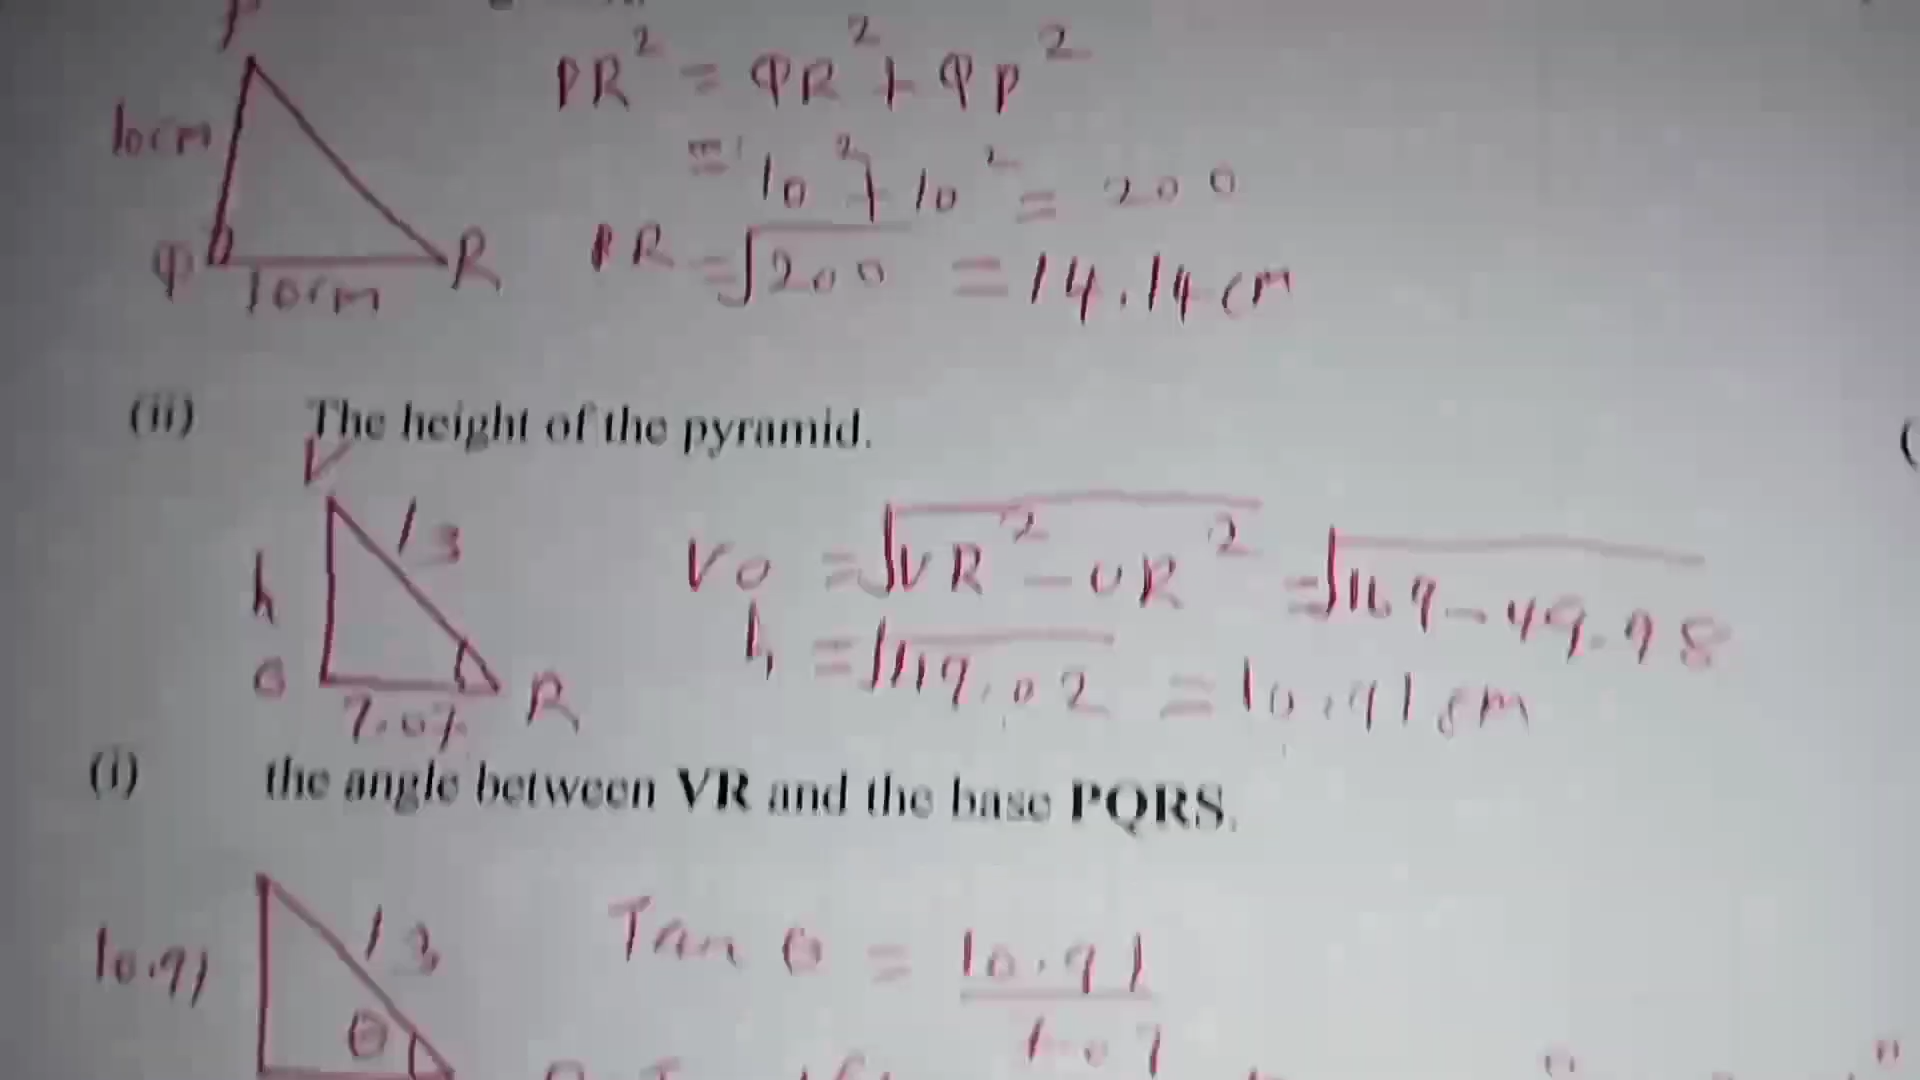 P
10cm
PR² = QR² + QP²
= 10² + 10² = 200
Q 10cm R
PR = √200 = 14.14cm
(ii) The height of the pyramid.
V
13
h
VO = √VR² - OR² = √169 - 49.98
O 7.07 R
h = √119.02 = 10.91cm
(i) the angle between VR and the base PQRS.
10.91
13
θ
Tan θ = 10.91
7.07